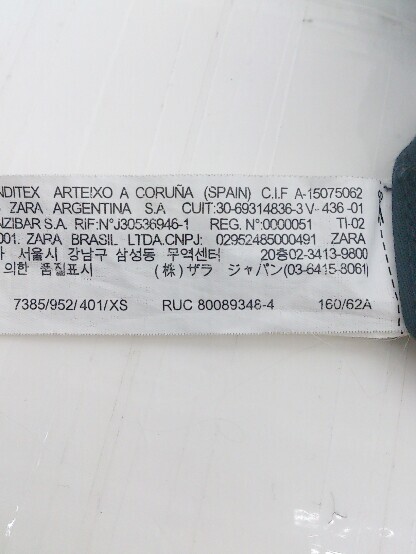 NDITEX ARTEIXO A CORUÑA (SPAIN) C.I.F A-15075062
ZARA ARGENTINA S.A. CUIT:30-69314836-3 V- 436 -01
NZIBAR S.A. RIF:N°J30536946-1 REG. N°:0000051 TI-02
001. ZARA BRASIL LTDA.CNPJ: 02952485000491 ZARA
서울시 강남구 삼성동 무역센터 20층02-3413-9800
의한 품질표시 (株)ザラ ジャパン(03-6415-8061)
7385/952/401/XS RUC 80089348-4 160/62A